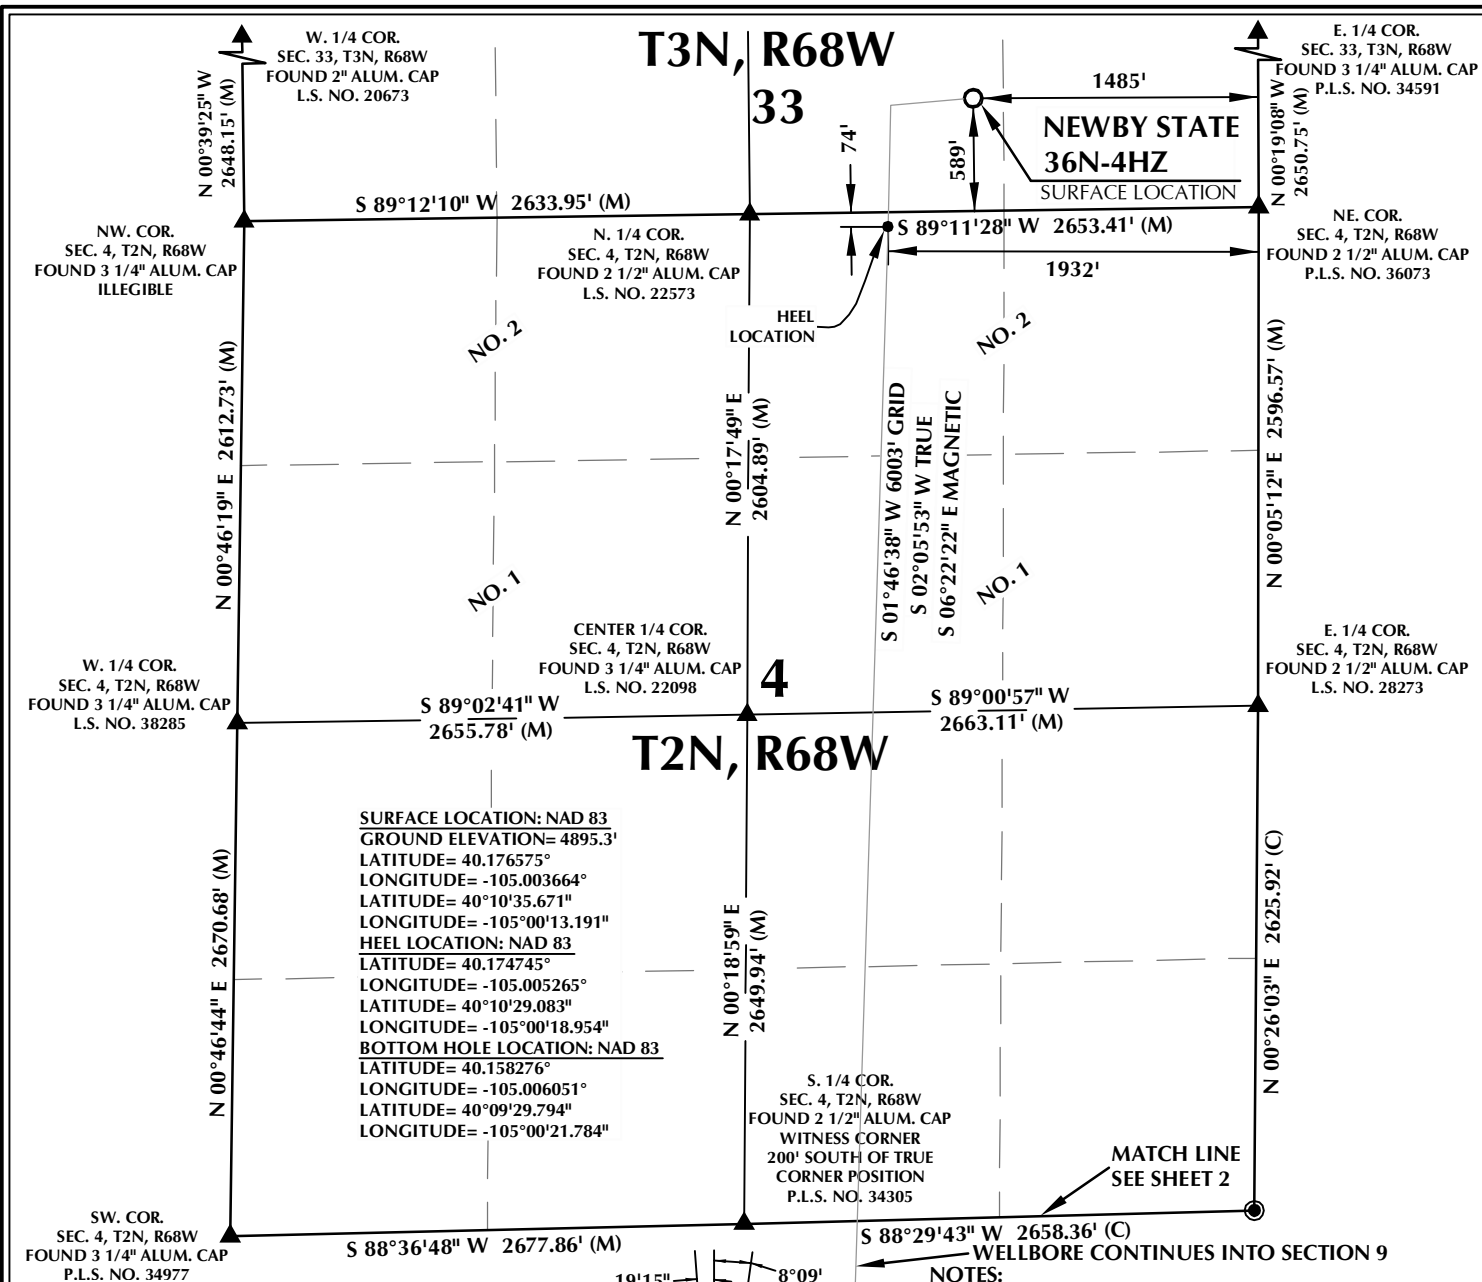 W. 1/4 COR.
SEC. 33, T3N, R68W
FOUND 2" ALUM. CAP
L.S. NO. 20673
T3N, R68W
33
E. 1/4 COR.
SEC. 33, T3N, R68W
FOUND 3 1/4" ALUM. CAP
P.L.S. NO. 34591
N 00°39'25" W
2648.15' (M)
1485'
74'
589'
NEWBY STATE
36N-4HZ
SURFACE LOCATION
N 00°19'08" W
2650.75' (M)
S 89°12'10" W 2633.95' (M)
S 89°11'28" W 2653.41' (M)
NW. COR.
SEC. 4, T2N, R68W
FOUND 3 1/4" ALUM. CAP
ILLEGIBLE
N. 1/4 COR.
SEC. 4, T2N, R68W
FOUND 2 1/2" ALUM. CAP
L.S. NO. 22573
1932'
NE. COR.
SEC. 4, T2N, R68W
FOUND 2 1/2" ALUM. CAP
P.L.S. NO. 36073
HEEL
LOCATION
NO. 2
NO. 2
N 00°46'19" E 2612.73' (M)
N 00°17'49" E
2604.89' (M)
S 01°46'38" W 6003' GRID
S 02°05'53" W TRUE
S 06°22'22" E MAGNETIC
N 00°05'12" E 2596.57' (M)
NO. 1
NO. 1
W. 1/4 COR.
SEC. 4, T2N, R68W
FOUND 3 1/4" ALUM. CAP
L.S. NO. 38285
CENTER 1/4 COR.
SEC. 4, T2N, R68W
FOUND 3 1/4" ALUM. CAP
L.S. NO. 22098
4
E. 1/4 COR.
SEC. 4, T2N, R68W
FOUND 2 1/2" ALUM. CAP
L.S. NO. 28273
S 89°02'41" W
2655.78' (M)
S 89°00'57" W
2663.11' (M)
T2N, R68W
SURFACE LOCATION: NAD 83
GROUND ELEVATION= 4895.3'
LATITUDE= 40.176575°
LONGITUDE= -105.003664°
LATITUDE= 40°10'35.671"
LONGITUDE= -105°00'13.191"
HEEL LOCATION: NAD 83
LATITUDE= 40.174745°
LONGITUDE= -105.005265°
LATITUDE= 40°10'29.083"
LONGITUDE= -105°00'18.954"
BOTTOM HOLE LOCATION: NAD 83
LATITUDE= 40.158276°
LONGITUDE= -105.006051°
LATITUDE= 40°09'29.794"
LONGITUDE= -105°00'21.784"
N 00°46'44" E 2670.68' (M)
N 00°18'59" E
2649.94' (M)
N 00°26'03" E 2625.92' (C)
S. 1/4 COR.
SEC. 4, T2N, R68W
FOUND 2 1/2" ALUM. CAP
WITNESS CORNER
200' SOUTH OF TRUE
CORNER POSITION
P.L.S. NO. 34305
MATCH LINE
SEE SHEET 2
SW. COR.
SEC. 4, T2N, R68W
FOUND 3 1/4" ALUM. CAP
P.L.S. NO. 34977
S 88°36'48" W 2677.86' (M)
S 88°29'43" W 2658.36' (C)
WELLBORE CONTINUES INTO SECTION 9
19'15"
8°09'
NOTES: